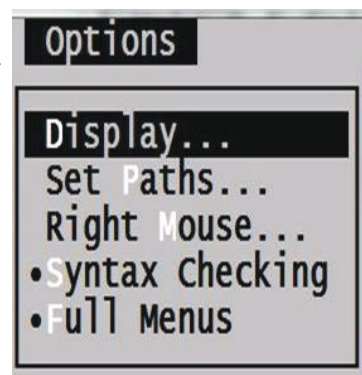 Options
Display...
Set Paths...
Right Mouse...
•Syntax Checking
•Full Menus